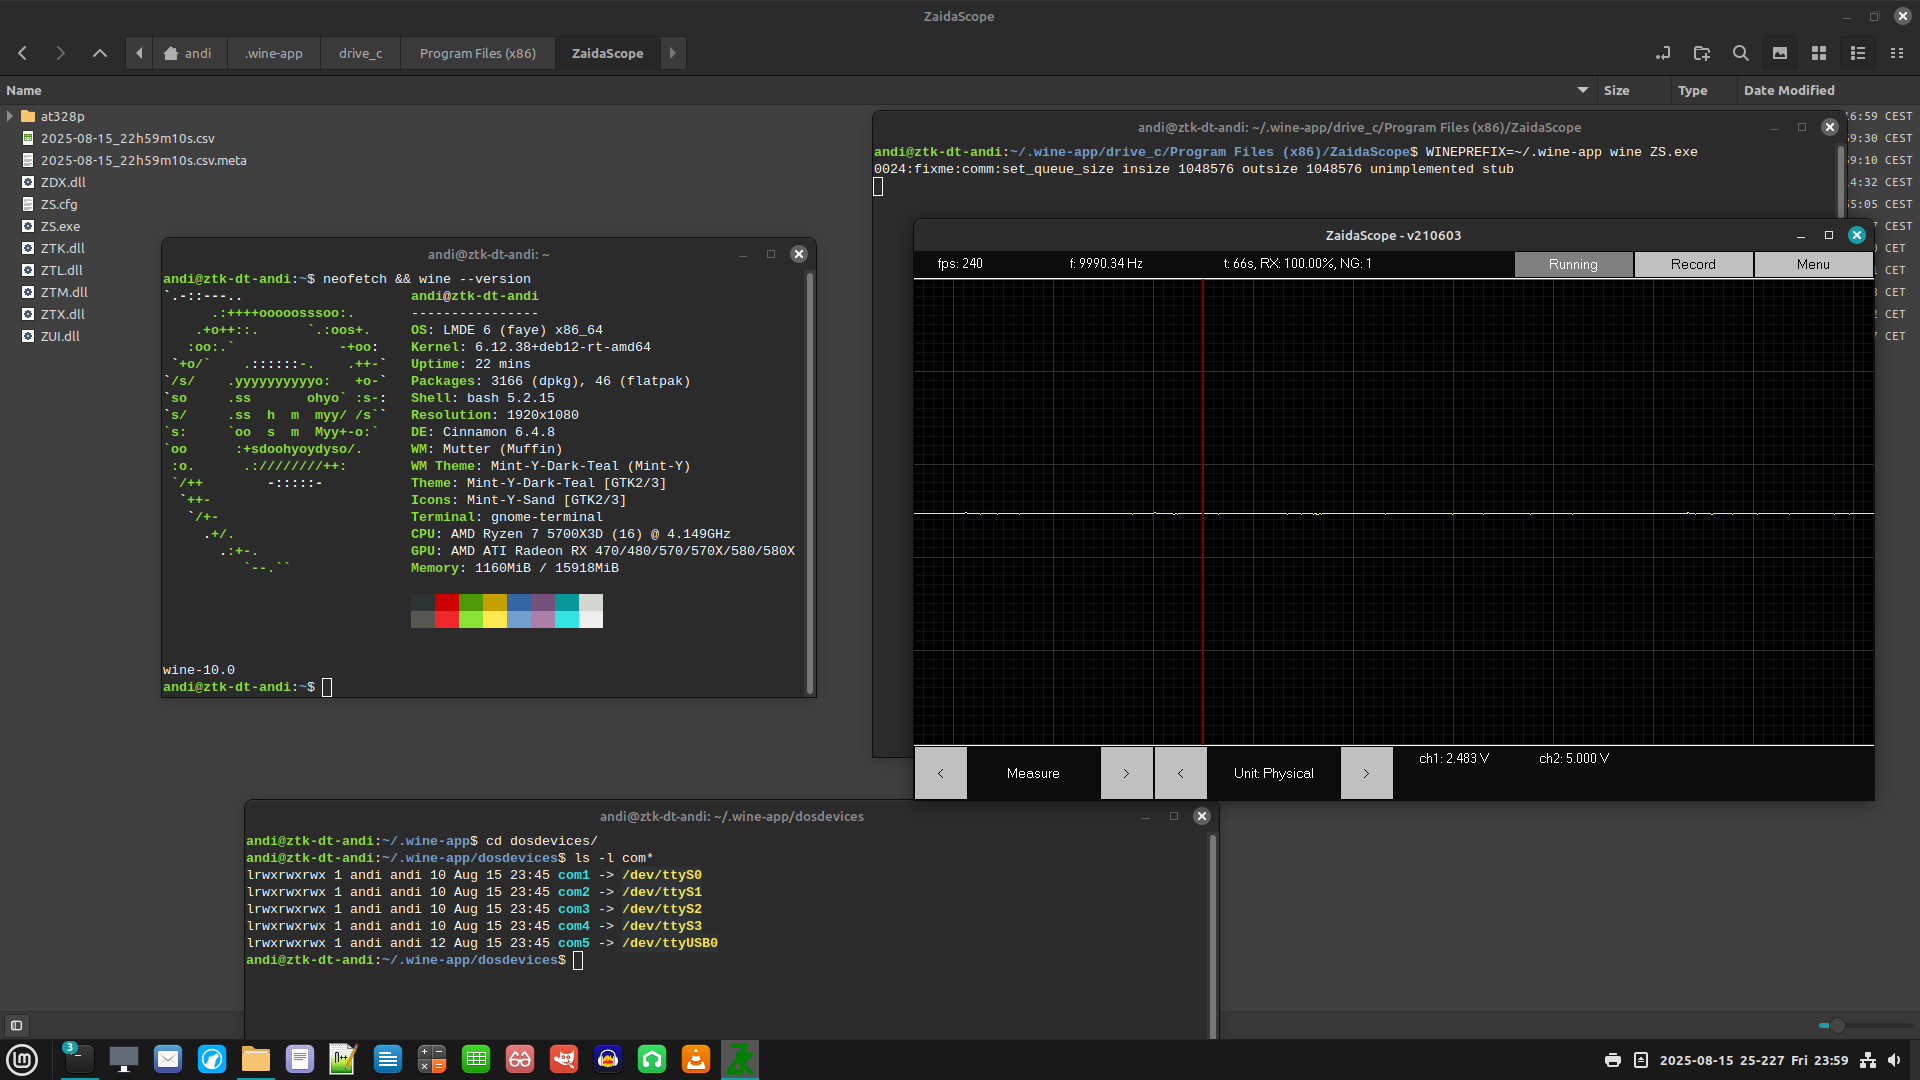 ZaidaScope
andi
.wine-app
drive_c
Program Files (x86)
ZaidaScope
Name
Size
Type
Date Modified
at328p
2025-08-15_22h59m10s.csv
2025-08-15_22h59m10s.csv.meta
ZDX.dll
ZS.cfg
ZS.exe
ZTK.dll
ZTL.dll
ZTM.dll
ZTX.dll
ZUI.dll
6:59 CEST
9:30 CEST
9:10 CEST
4:32 CEST
5:05 CEST
CEST
CET
CET
CET
CET
CET
andi@ztk-dt-andi: ~/.wine-app/drive_c/Program Files (x86)/ZaidaScope
andi@ztk-dt-andi:~/.wine-app/drive_c/Program Files (x86)/ZaidaScope$ WINEPREFIX=~/.wine-app wine ZS.exe
0024:fixme:comm:set_queue_size insize 1048576 outsize 1048576 unimplemented stub
andi@ztk-dt-andi: ~
andi@ztk-dt-andi:~$ neofetch && wine --version
`.-::---.. andi@ztk-dt-andi
.:++++ooooosssoo:. ----------------
.+o++::. `.:oos+. OS: LMDE 6 (faye) x86_64
:oo:.` -+oo: Kernel: 6.12.38+deb12-rt-amd64
`+o/` .::::::-. .++-` Uptime: 22 mins
`/s/ .yyyyyyyyyyo: +o-` Packages: 3166 (dpkg), 46 (flatpak)
`so .ss ohyo` :s-: Shell: bash 5.2.15
`s/ .ss h m myy/ /s`` Resolution: 1920x1080
`s: `oo s m Myy+-o:` DE: Cinnamon 6.4.8
`oo :+sdoohyoydyso/. WM: Mutter (Muffin)
:o. .:////////++: WM Theme: Mint-Y-Dark-Teal (Mint-Y)
`/++ -:::::- Theme: Mint-Y-Dark-Teal [GTK2/3]
`++- Icons: Mint-Y-Sand [GTK2/3]
`/+- Terminal: gnome-terminal
.+/. CPU: AMD Ryzen 7 5700X3D (16) @ 4.149GHz
.:+-. GPU: AMD ATI Radeon RX 470/480/570/570X/580/580X
`--.`` Memory: 1160MiB / 15918MiB
wine-10.0
andi@ztk-dt-andi:~$
ZaidaScope - v210603
fps: 240
f: 9990.34 Hz
t: 66s, RX: 100.00%, NG: 1
Running
Record
Menu
<
Measure
>
<
Unit: Physical
>
ch1: 2.483 V
ch2: 5.000 V
andi@ztk-dt-andi: ~/.wine-app/dosdevices
andi@ztk-dt-andi:~/.wine-app$ cd dosdevices/
andi@ztk-dt-andi:~/.wine-app/dosdevices$ ls -l com*
lrwxrwxrwx 1 andi andi 10 Aug 15 23:45 com1 -> /dev/ttyS0
lrwxrwxrwx 1 andi andi 10 Aug 15 23:45 com2 -> /dev/ttyS1
lrwxrwxrwx 1 andi andi 10 Aug 15 23:45 com3 -> /dev/ttyS2
lrwxrwxrwx 1 andi andi 10 Aug 15 23:45 com4 -> /dev/ttyS3
lrwxrwxrwx 1 andi andi 12 Aug 15 23:45 com5 -> /dev/ttyUSB0
andi@ztk-dt-andi:~/.wine-app/dosdevices$
3
2025-08-15 25-227 Fri 23:59